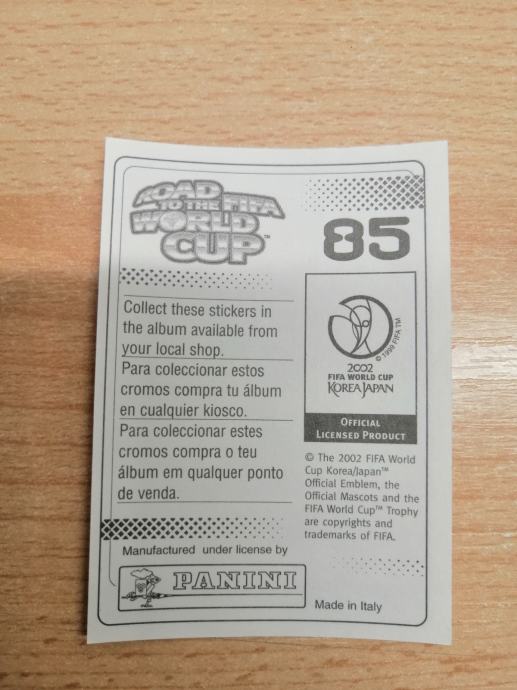 ROAD
TO THE FIFA
WORLD
CUP™
85
Collect these stickers in
the album available from
your local shop.
Para coleccionar estos
cromos compra tu álbum
en cualquier kiosco.
Para coleccionar estes
cromos compra o teu
álbum em qualquer ponto
de venda.
© 1999 FIFA TM
2002
FIFA WORLD CUP
KOREA JAPAN
OFFICIAL
LICENSED PRODUCT
© The 2002 FIFA World
Cup Korea/Japan™
Official Emblem, the
Official Mascots and the
FIFA World Cup™ Trophy
are copyrights and
trademarks of FIFA.
Manufactured under license by
PANINI
Made in Italy